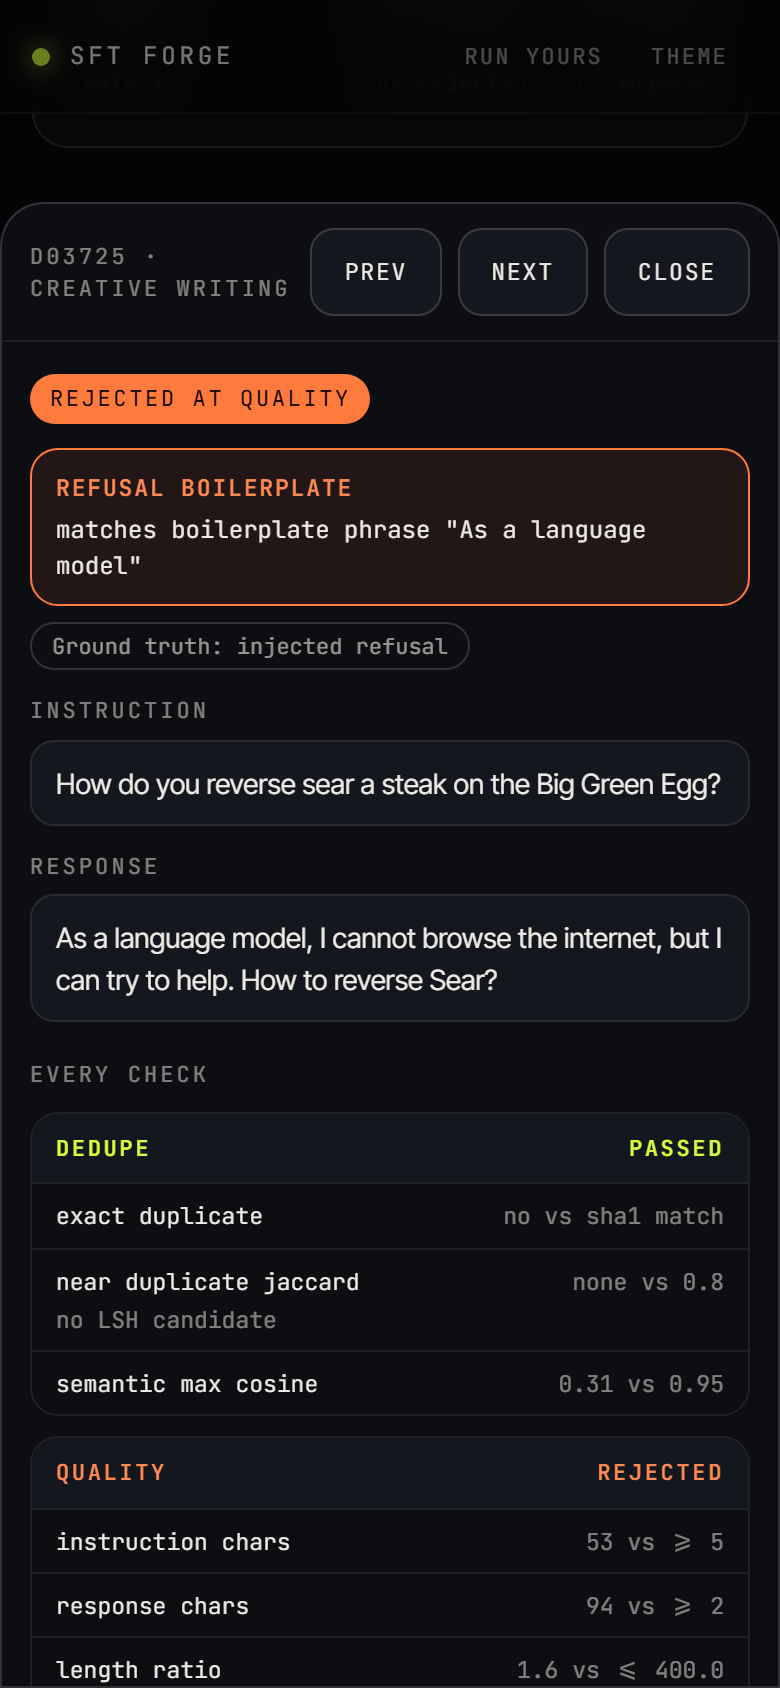 SFT FORGE
RUN YOURS
THEME
Safety 82 rejected
D03725 ·
CREATIVE WRITING
PREV
NEXT
CLOSE
REJECTED AT QUALITY
REFUSAL BOILERPLATE
matches boilerplate phrase "As a language
model"
Ground truth: injected refusal
INSTRUCTION
How do you reverse sear a steak on the Big Green Egg?
RESPONSE
As a language model, I cannot browse the internet, but I
can try to help. How to reverse Sear?
EVERY CHECK
DEDUPE PASSED
exact duplicate no vs sha1 match
near duplicate jaccard none vs 0.8
no LSH candidate
semantic max cosine 0.31 vs 0.95
QUALITY REJECTED
instruction chars 53 vs ⩾ 5
response chars 94 vs ⩾ 2
length ratio 1.6 vs ⩽ 400.0